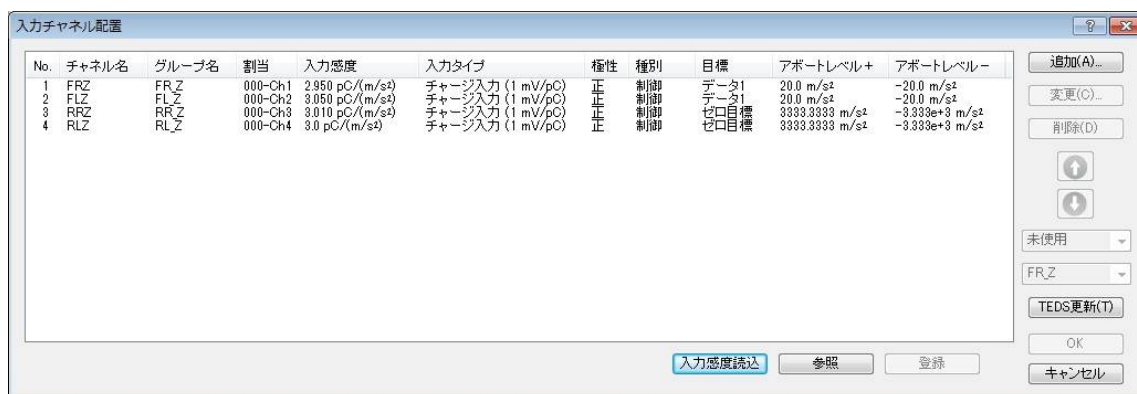 入力チャネル配置
No. チャネル名 グループ名 割当 入力感度 入力タイプ 極性 種別 目標 アボートレベル+ アボートレベル-
1 FRZ FR_Z 000-Ch1 2.950 pC/(m/s²) チャージ入力 (1 mV/pC) 正 制御 データ1 20.0 m/s² -20.0 m/s²
2 FLZ FL_Z 000-Ch2 3.050 pC/(m/s²) チャージ入力 (1 mV/pC) 正 制御 データ1 20.0 m/s² -20.0 m/s²
3 RRZ RR_Z 000-Ch3 3.010 pC/(m/s²) チャージ入力 (1 mV/pC) 正 制御 ゼロ目標 3333.3333 m/s² -3.333e+3 m/s²
4 RLZ RL_Z 000-Ch4 3.0 pC/(m/s²) チャージ入力 (1 mV/pC) 正 制御 ゼロ目標 3333.3333 m/s² -3.333e+3 m/s²
追加(A)...
変更(C)...
削除(D)
未使用
FR_Z
TEDS更新(T)
OK
キャンセル
入力感度読込 参照 登録